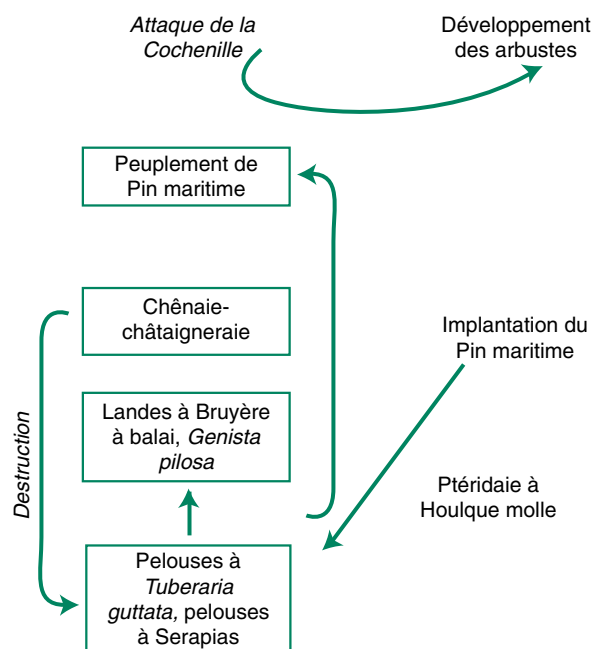 Attaque de la
Cochenille
Développement
des arbustes
Peuplement de
Pin maritime
Chênaie-
châtaigneraie
Implantation du
Pin maritime
Landes à Bruyère
à balai, Genista
pilosa
Destruction
Ptéridaie à
Houlque molle
Pelouses à
Tuberaria
guttata, pelouses
à Serapias